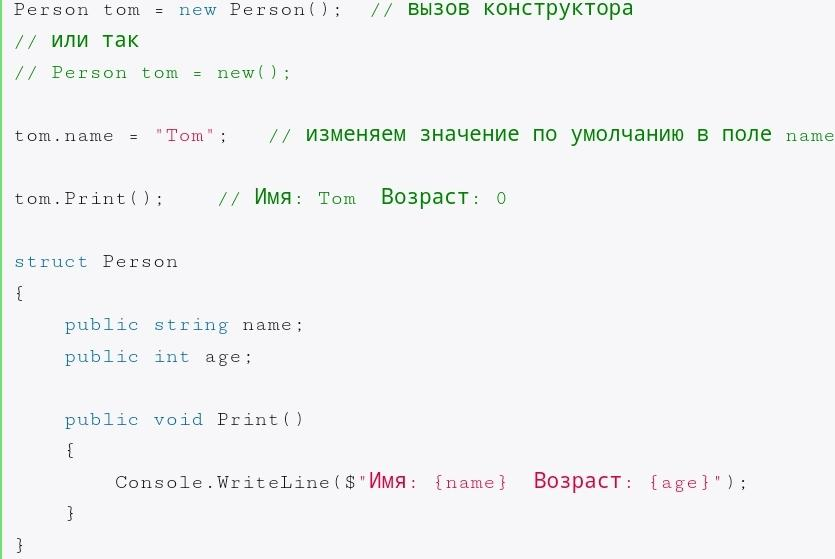 Person tom = new Person();  // вызов конструктора
// или так
// Person tom = new();
tom.name = "Tom";   // изменяем значение по умолчанию в поле name
tom.Print();    // Имя: Tom  Возраст: 0
struct Person
{
    public string name;
    public int age;
    public void Print()
    {
        Console.WriteLine($"Имя: {name}  Возраст: {age}");
    }
}